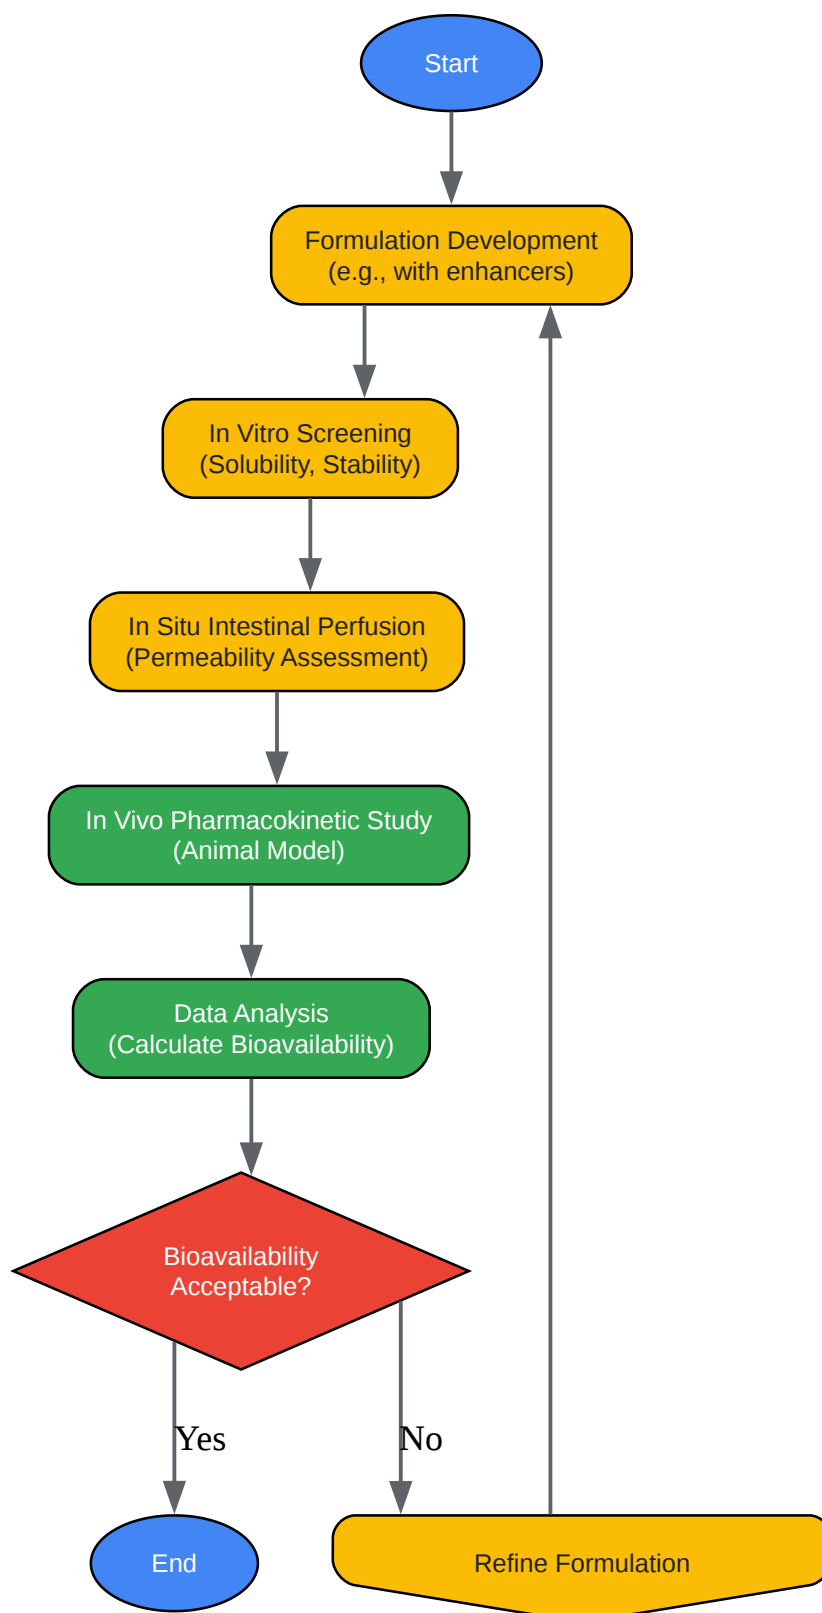 Start
Formulation Development
(e.g., with enhancers)
In Vitro Screening
(Solubility, Stability)
In Situ Intestinal Perfusion
(Permeability Assessment)
In Vivo Pharmacokinetic Study
(Animal Model)
Data Analysis
(Calculate Bioavailability)
Bioavailability
Acceptable?
Yes
No
End
Refine Formulation